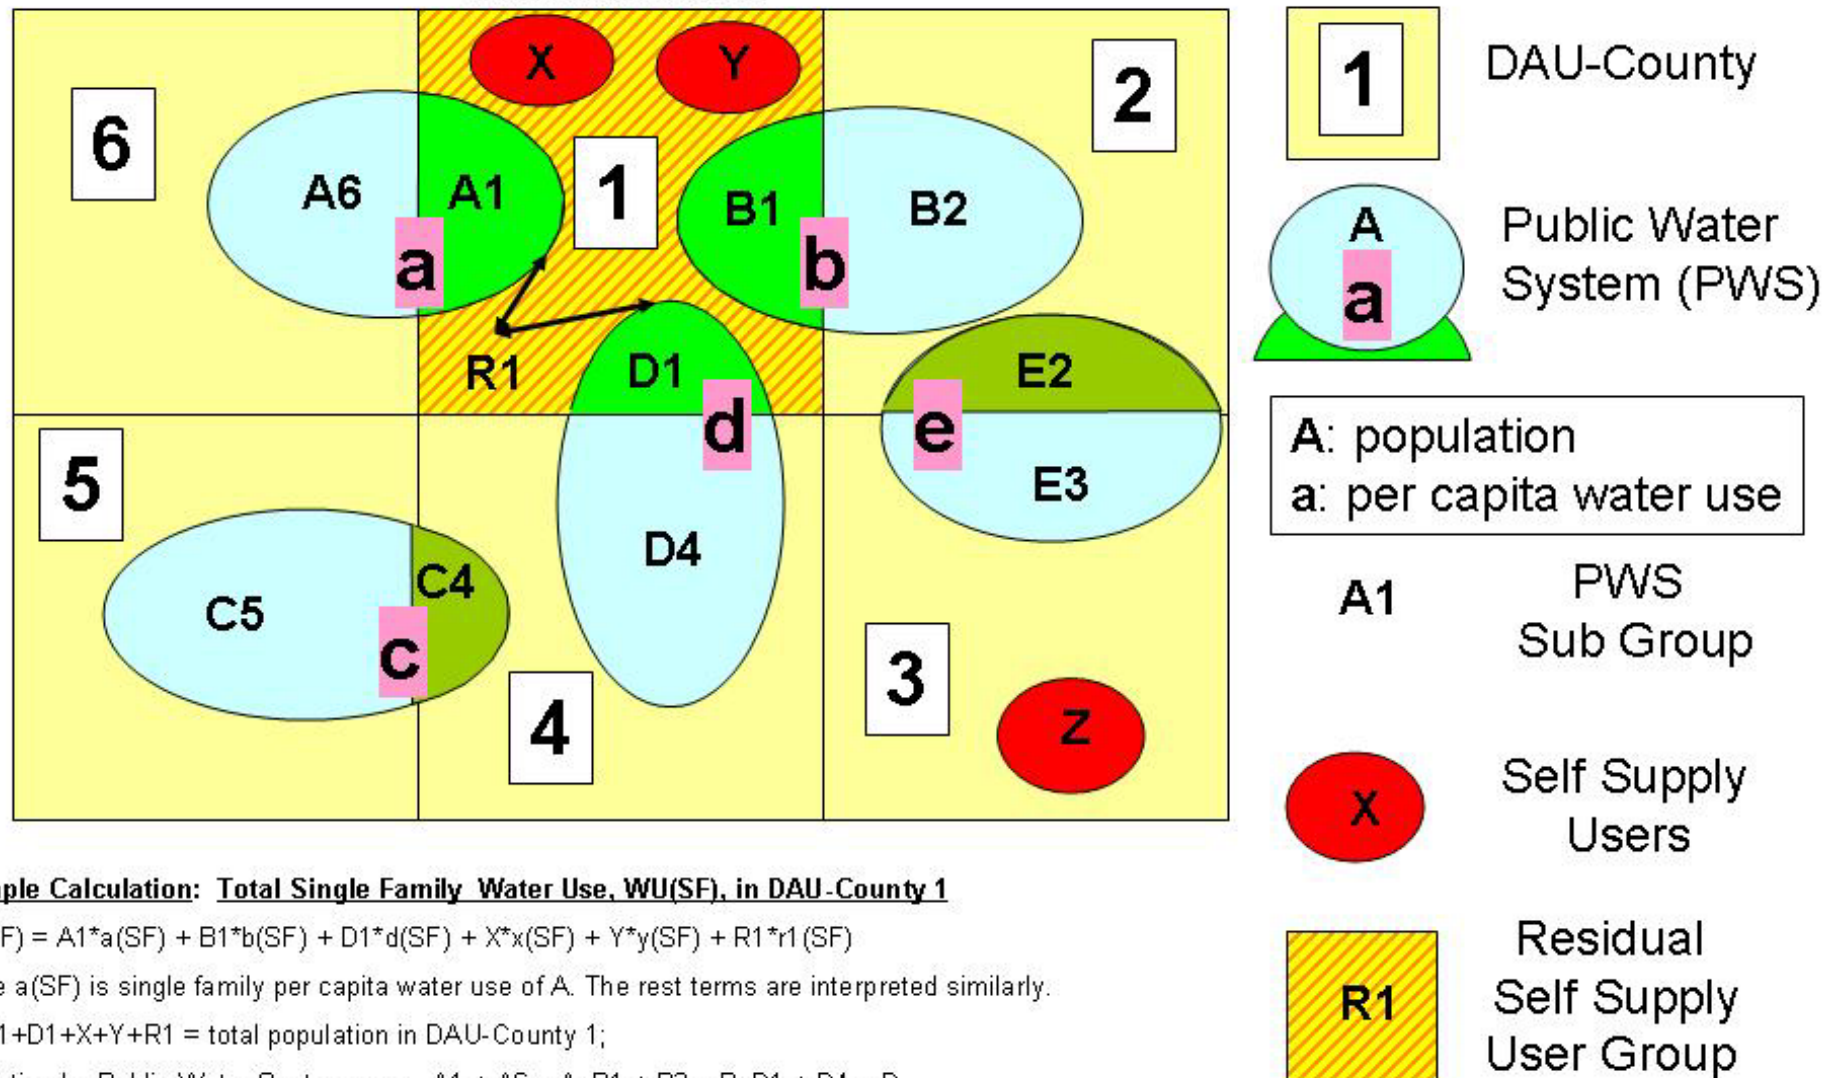 X
Y
6
2
A6
A1
1
B1
B2
a
b
R1
D1
E2
d
e
5
E3
C4
D4
C5
c
3
4
Z
1
DAU-County
A
a
Public Water
System (PWS)
A: population
a: per capita water use
A1
PWS
Sub Group
X
Self Supply
Users
R1
Residual
Self Supply
User Group
ple Calculation: Total Single Family Water Use, WU(SF), in DAU-County 1
F) = A1*a(SF) + B1*b(SF) + D1*d(SF) + X*x(SF) + Y*y(SF) + R1*r1(SF)
e a(SF) is single family per capita water use of A. The rest terms are interpreted similarly.
1+D1+X+Y+R1 = total population in DAU-County 1;